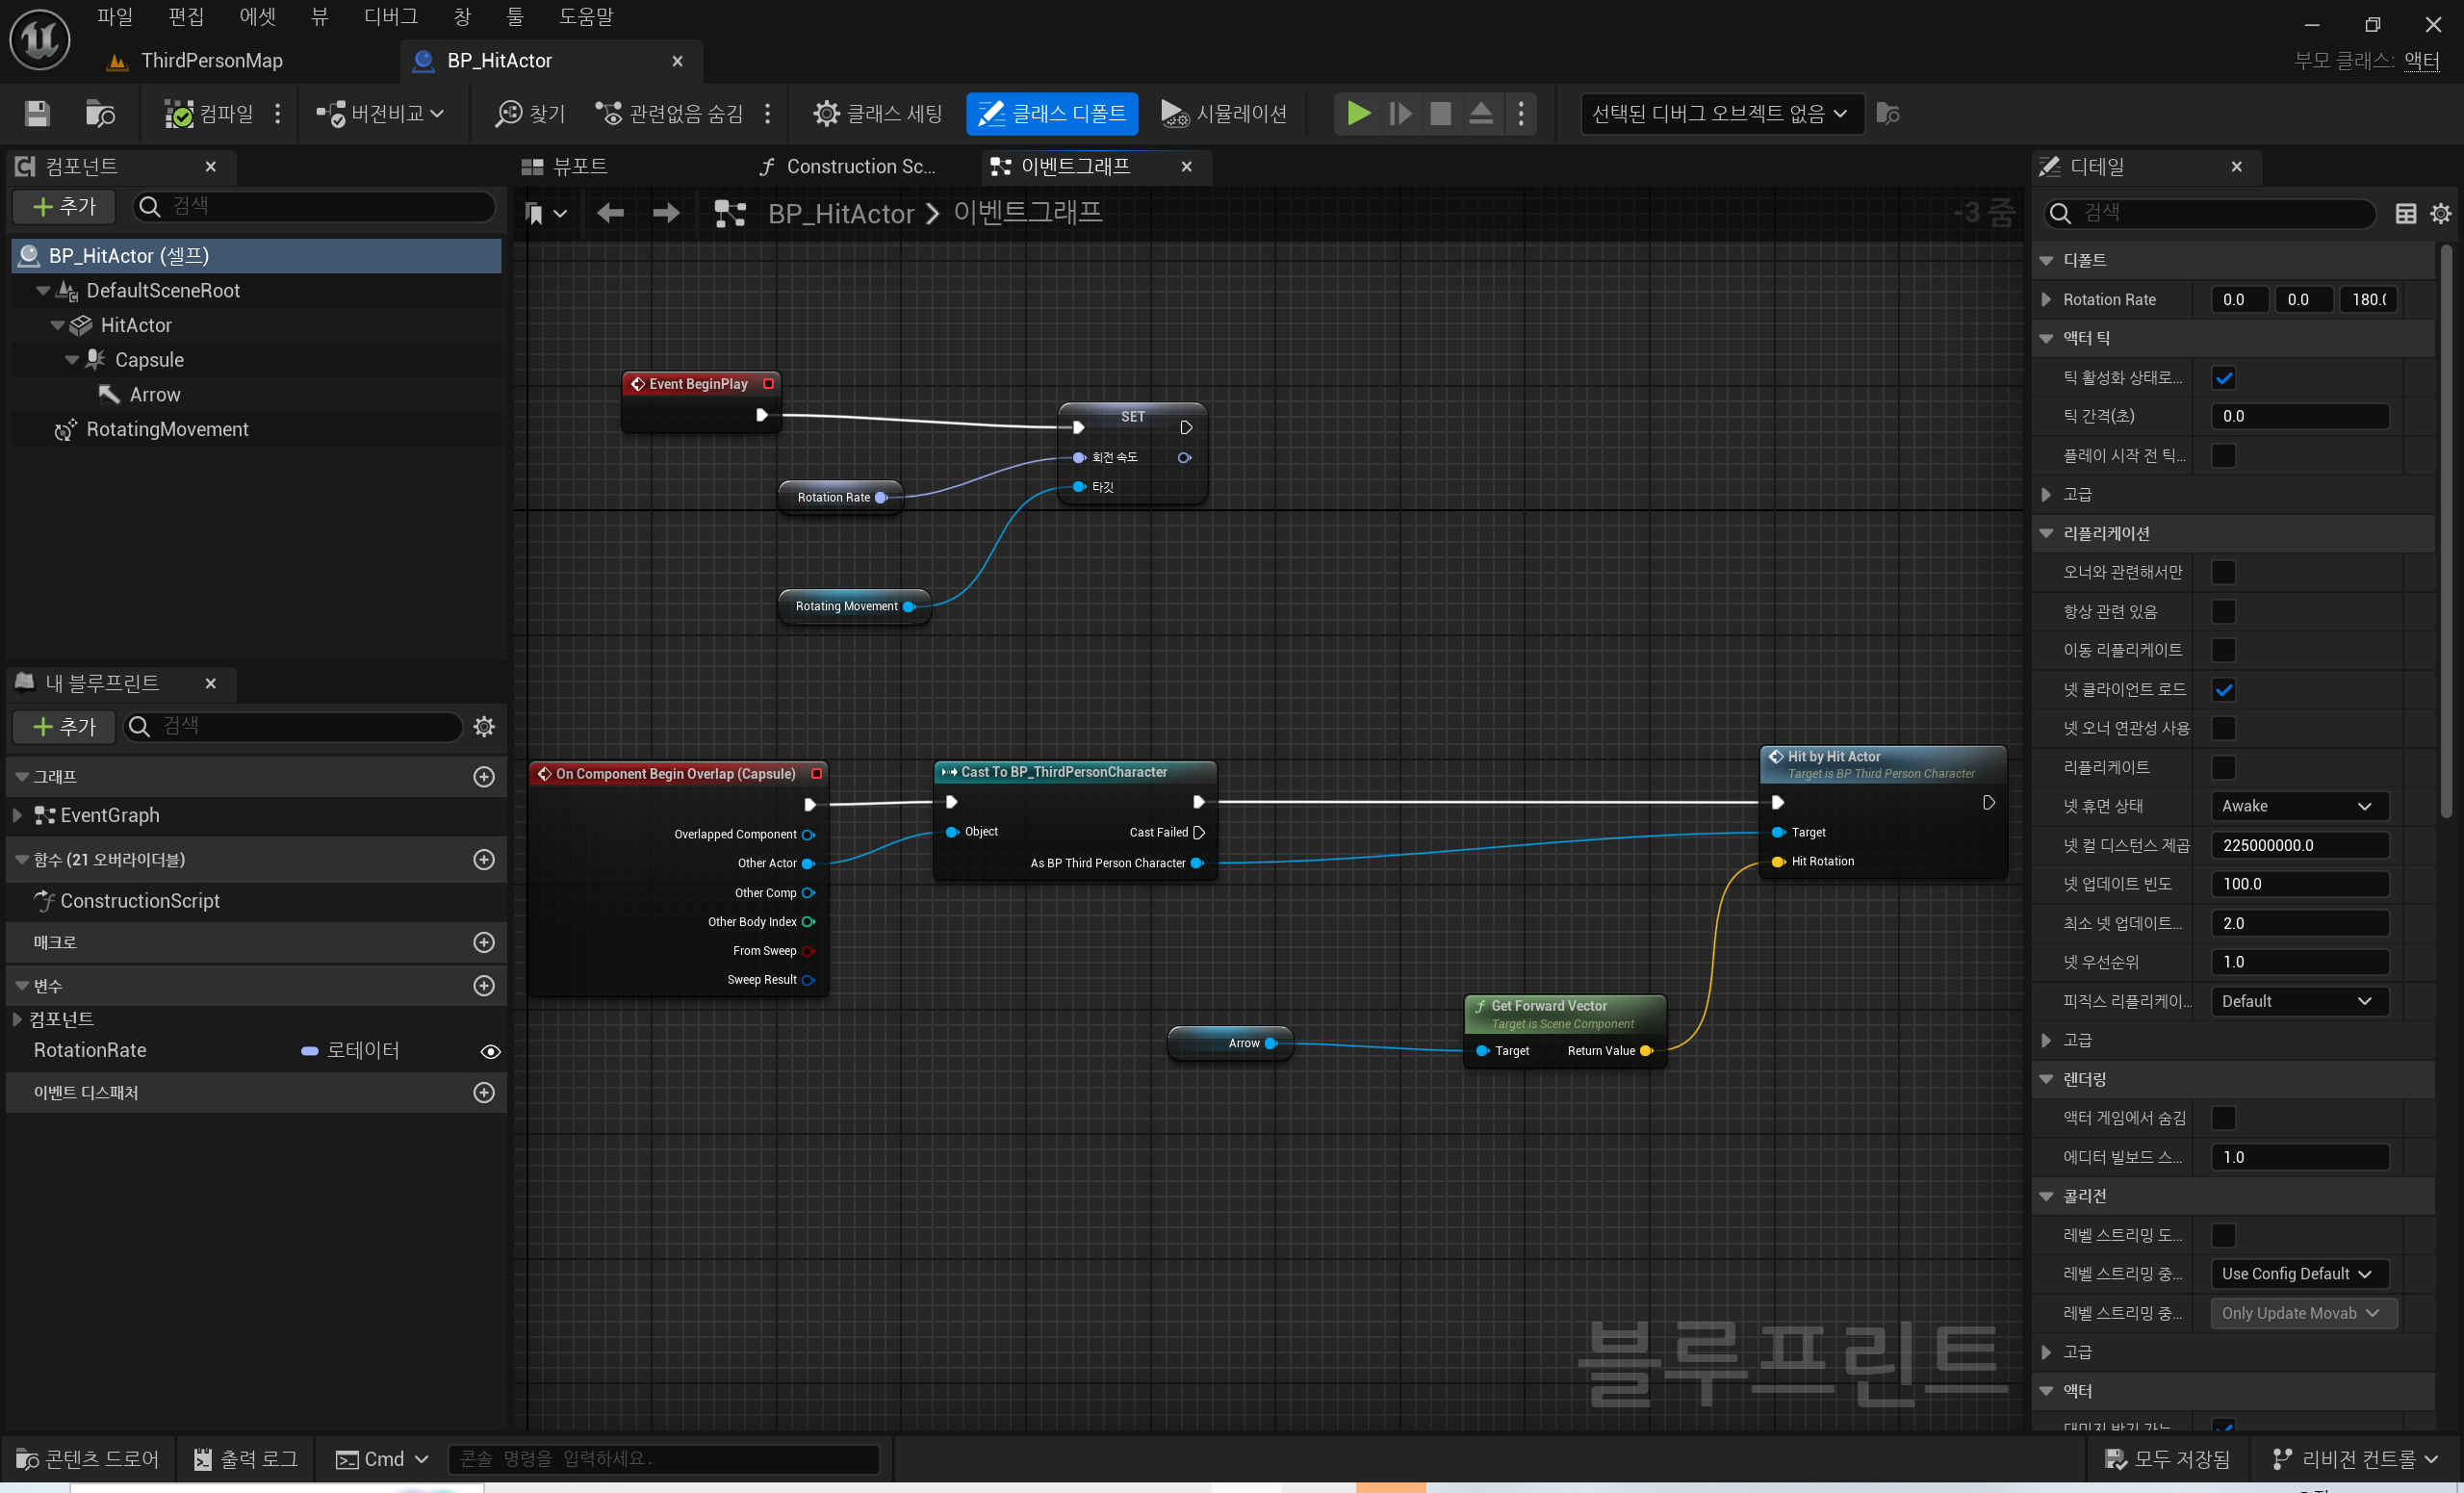 파일 편집 에셋 뷰 디버그 창 툴 도움말
ThirdPersonMap
BP_HitActor
부모 클래스: 액터
컴파일
버전비교
찾기
관련없음 숨김
클래스 세팅
클래스 디폴트
시뮬레이션
선택된 디버그 오브젝트 없음
컴포넌트
추가
검색
BP_HitActor (셀프)
DefaultSceneRoot
HitActor
Capsule
Arrow
RotatingMovement
내 블루프린트
추가
검색
그래프
EventGraph
함수 (21 오버라이더블)
ConstructionScript
매크로
변수
컴포넌트
RotationRate 로테이터
이벤트 디스패처
뷰포트
Construction Sc...
이벤트그래프
BP_HitActor > 이벤트그래프
-3 줌
Event BeginPlay
SET
회전 속도
타깃
Rotation Rate
Rotating Movement
On Component Begin Overlap (Capsule)
Overlapped Component
Other Actor
Other Comp
Other Body Index
From Sweep
Sweep Result
Cast To BP_ThirdPersonCharacter
Object
Cast Failed
As BP Third Person Character
Hit by Hit Actor
Target is BP Third Person Character
Target
Hit Rotation
Arrow
Get Forward Vector
Target is Scene Component
Target Return Value
블루프린트
디테일
검색
디폴트
Rotation Rate 0.0 0.0 180.(
액터 틱
틱 활성화 상태로...
틱 간격(초) 0.0
플레이 시작 전 틱...
고급
리플리케이션
오너와 관련해서만
항상 관련 있음
이동 리플리케이트
넷 클라이언트 로드
넷 오너 연관성 사용
리플리케이트
넷 휴면 상태 Awake
넷 컬 디스턴스 제곱 225000000.0
넷 업데이트 빈도 100.0
최소 넷 업데이트... 2.0
넷 우선순위 1.0
피직스 리플리케이... Default
고급
렌더링
액터 게임에서 숨김
에디터 빌보드 스... 1.0
콜리전
레벨 스트리밍 도...
레벨 스트리밍 중... Use Config Default
레벨 스트리밍 중... Only Update Movab
고급
액터
콘텐츠 드로어
출력 로그
Cmd
콘솔 명령을 입력하세요.
모두 저장됨
리비전 컨트롤